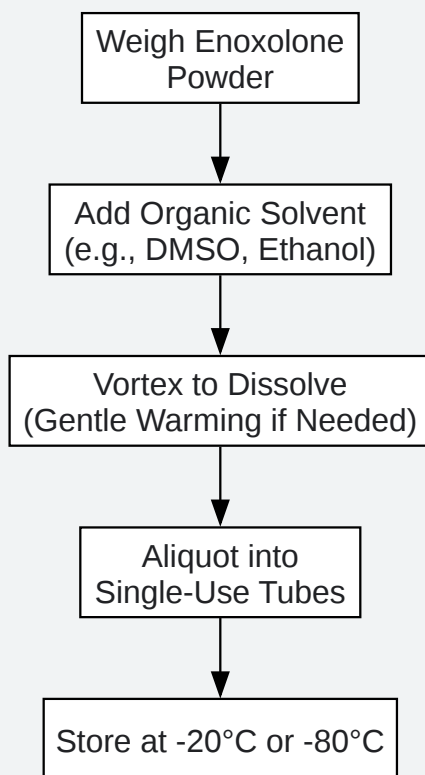 Weigh Enoxolone
Powder
Add Organic Solvent
(e.g., DMSO, Ethanol)
Vortex to Dissolve
(Gentle Warming if Needed)
Aliquot into
Single-Use Tubes
Store at -20°C or -80°C